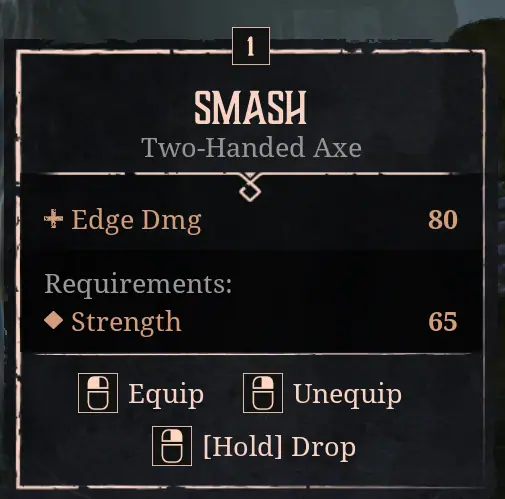 1
SMASH
Two-Handed Axe
Edge Dmg 80
Requirements:
Strength 65
Equip Unequip
[Hold] Drop